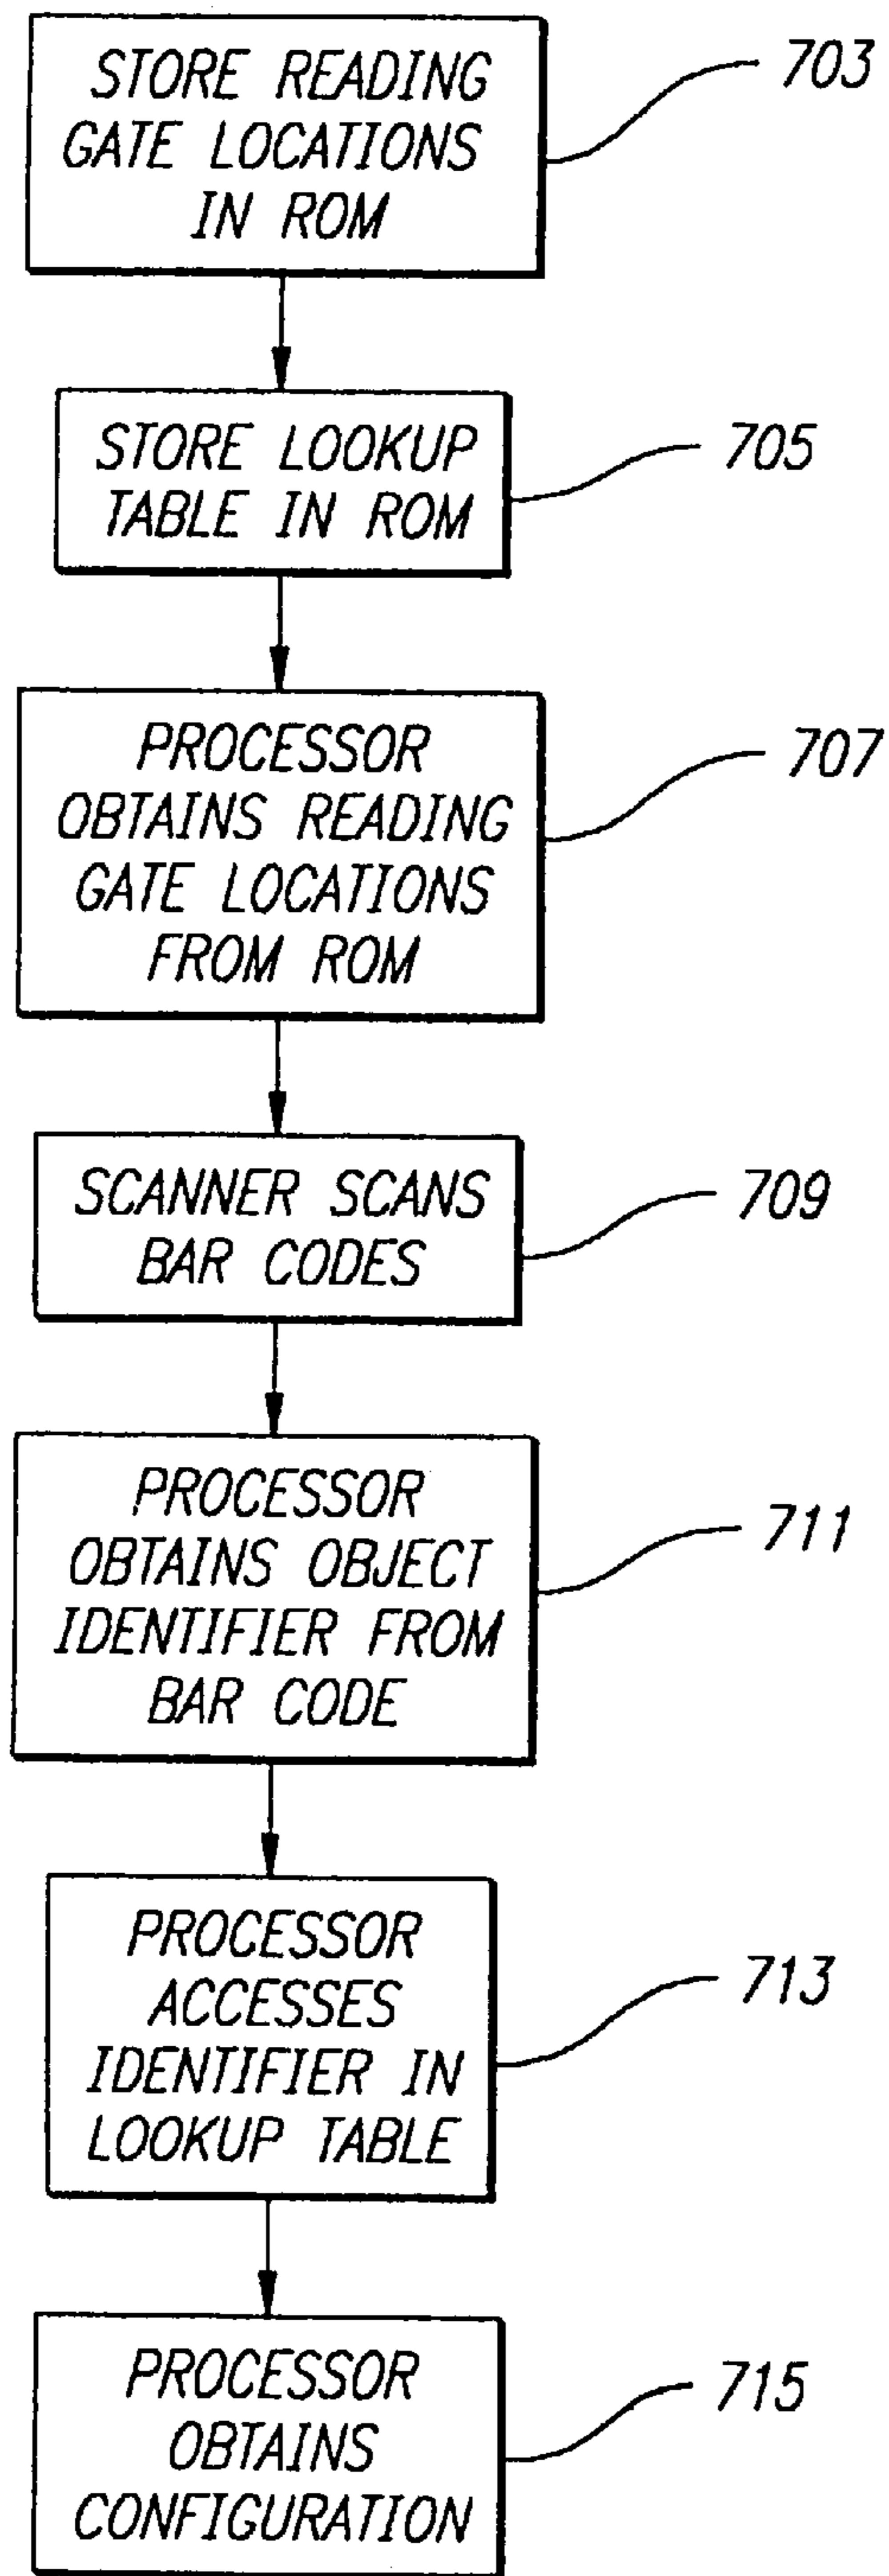 STORE READING
GATE LOCATIONS
IN ROM
703
STORE LOOKUP
TABLE IN ROM
705
PROCESSOR
OBTAINS READING
GATE LOCATIONS
FROM ROM
707
SCANNER SCANS
BAR CODES
709
PROCESSOR
OBTAINS OBJECT
IDENTIFIER FROM
BAR CODE
711
PROCESSOR
ACCESSES
IDENTIFIER IN
LOOKUP TABLE
713
PROCESSOR
OBTAINS
CONFIGURATION
715